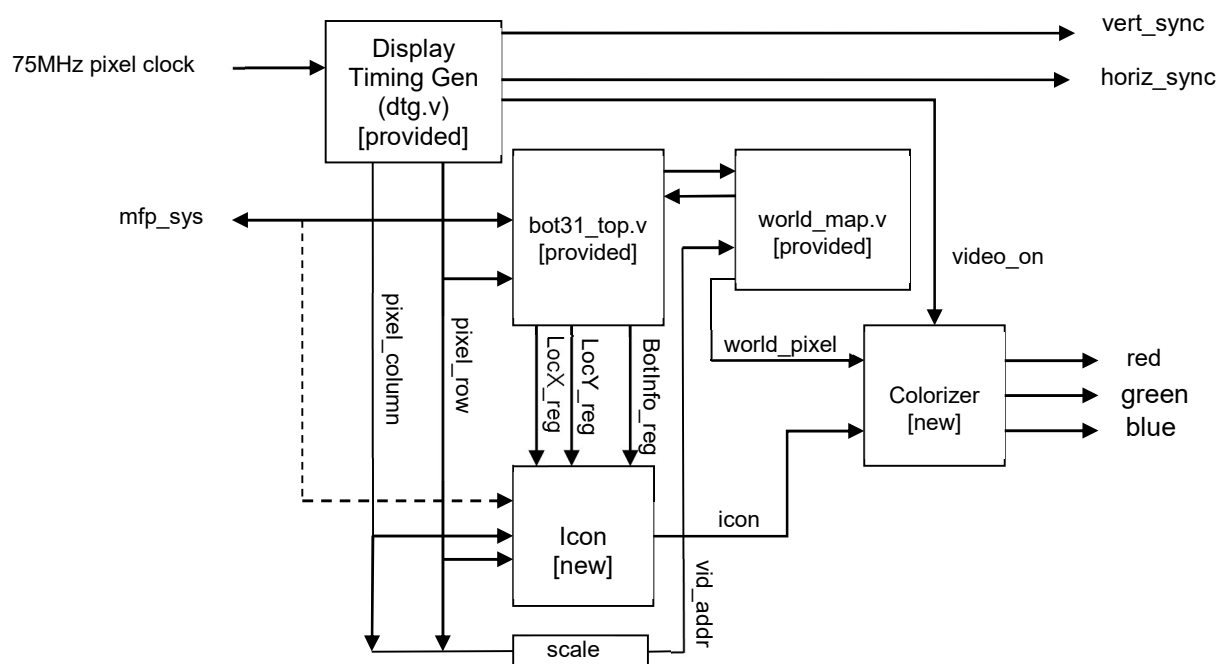 Display
Timing Gen
(dtg.v)
[provided]
vert_sync
75MHz pixel clock
horiz_sync
mfp_sys
bot31_top.v
[provided]
world_map.v
[provided]
video_on
pixel_column
pixel_row
LocX_reg
LocY_reg
BotInfo_reg
world_pixel
Colorizer
[new]
red
green
blue
Icon
[new]
icon
vid_addr
scale